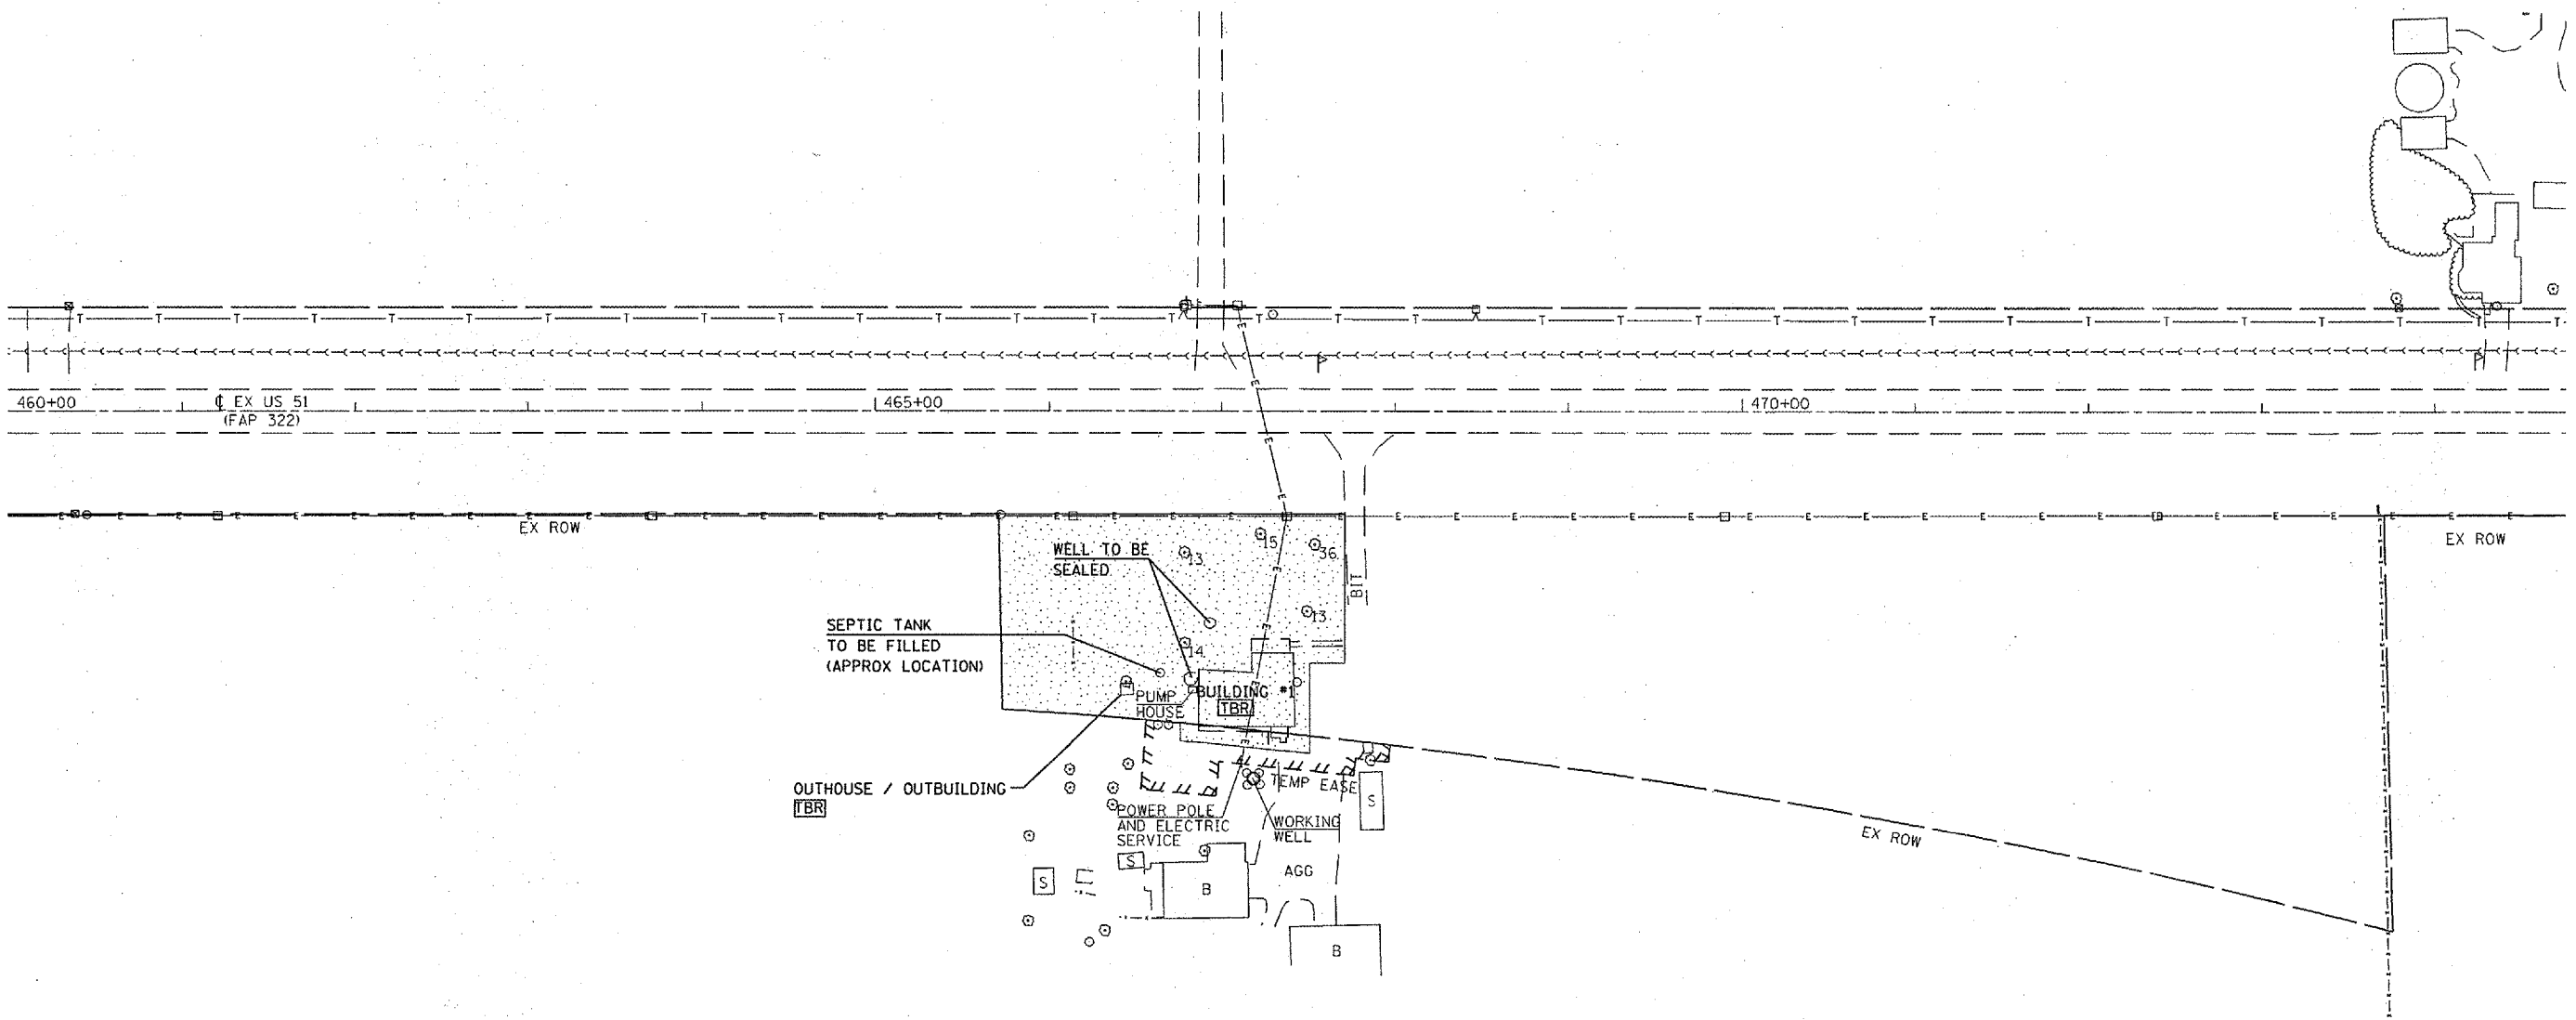 460+00
℄ EX US 51
(FAP 322)
465+00
470+00
EX ROW
EX ROW
WELL TO BE
SEALED
13
15
36
13
14
BIT
SEPTIC TANK
TO BE FILLED
(APPROX LOCATION)
PUMP
HOUSE
BUILDING #1
TBR
OUTHOUSE / OUTBUILDING
TBR
TEMP EASE
POWER POLE
AND ELECTRIC
SERVICE
WORKING
WELL
S
S
S
AGG
B
B
EX ROW
T T T T T T T T T T T T T T T T T T T T T T T T T T T T T T T T
E E E E E E E E E E E E E E E E E E E E E E E E E E E E E E E E E E E E
P
P